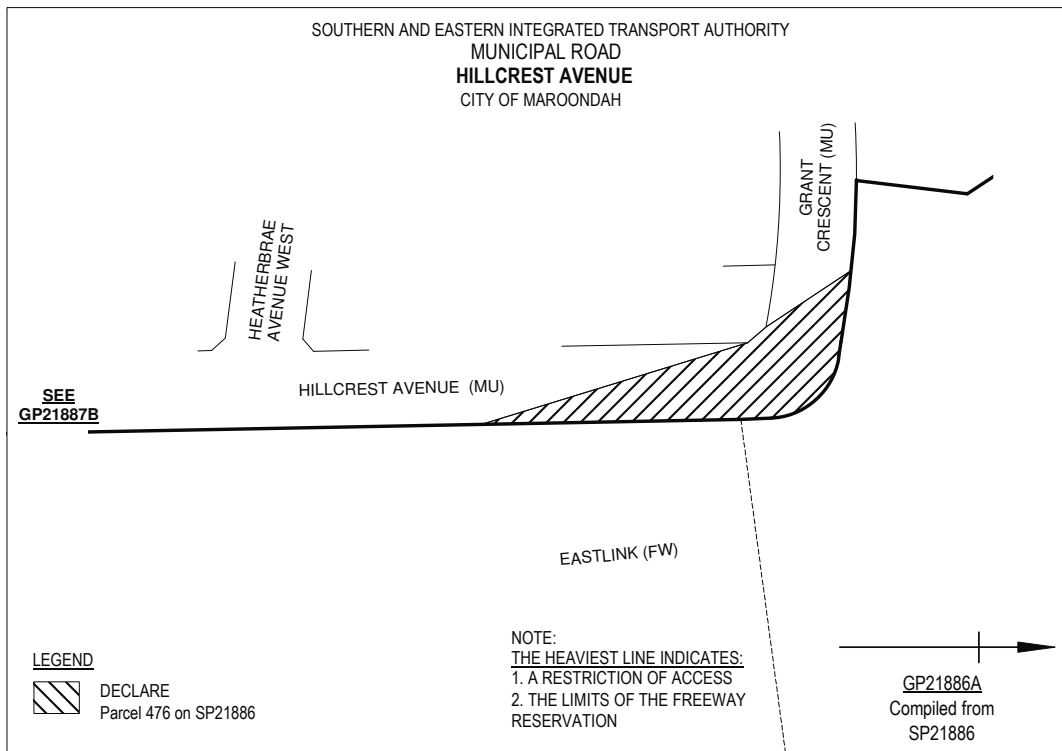 SOUTHERN AND EASTERN INTEGRATED TRANSPORT AUTHORITY
MUNICIPAL ROAD
HILLCREST AVENUE
CITY OF MAROONDAH
GRANT
CRESCENT (MU)
HEATHERBRAE
AVENUE WEST
HILLCREST AVENUE (MU)
SEE
GP21887B
EASTLINK (FW)
LEGEND
DECLARE
Parcel 476 on SP21886
NOTE:
THE HEAVIEST LINE INDICATES:
1. A RESTRICTION OF ACCESS
2. THE LIMITS OF THE FREEWAY
RESERVATION
GP21886A
Compiled from
SP21886